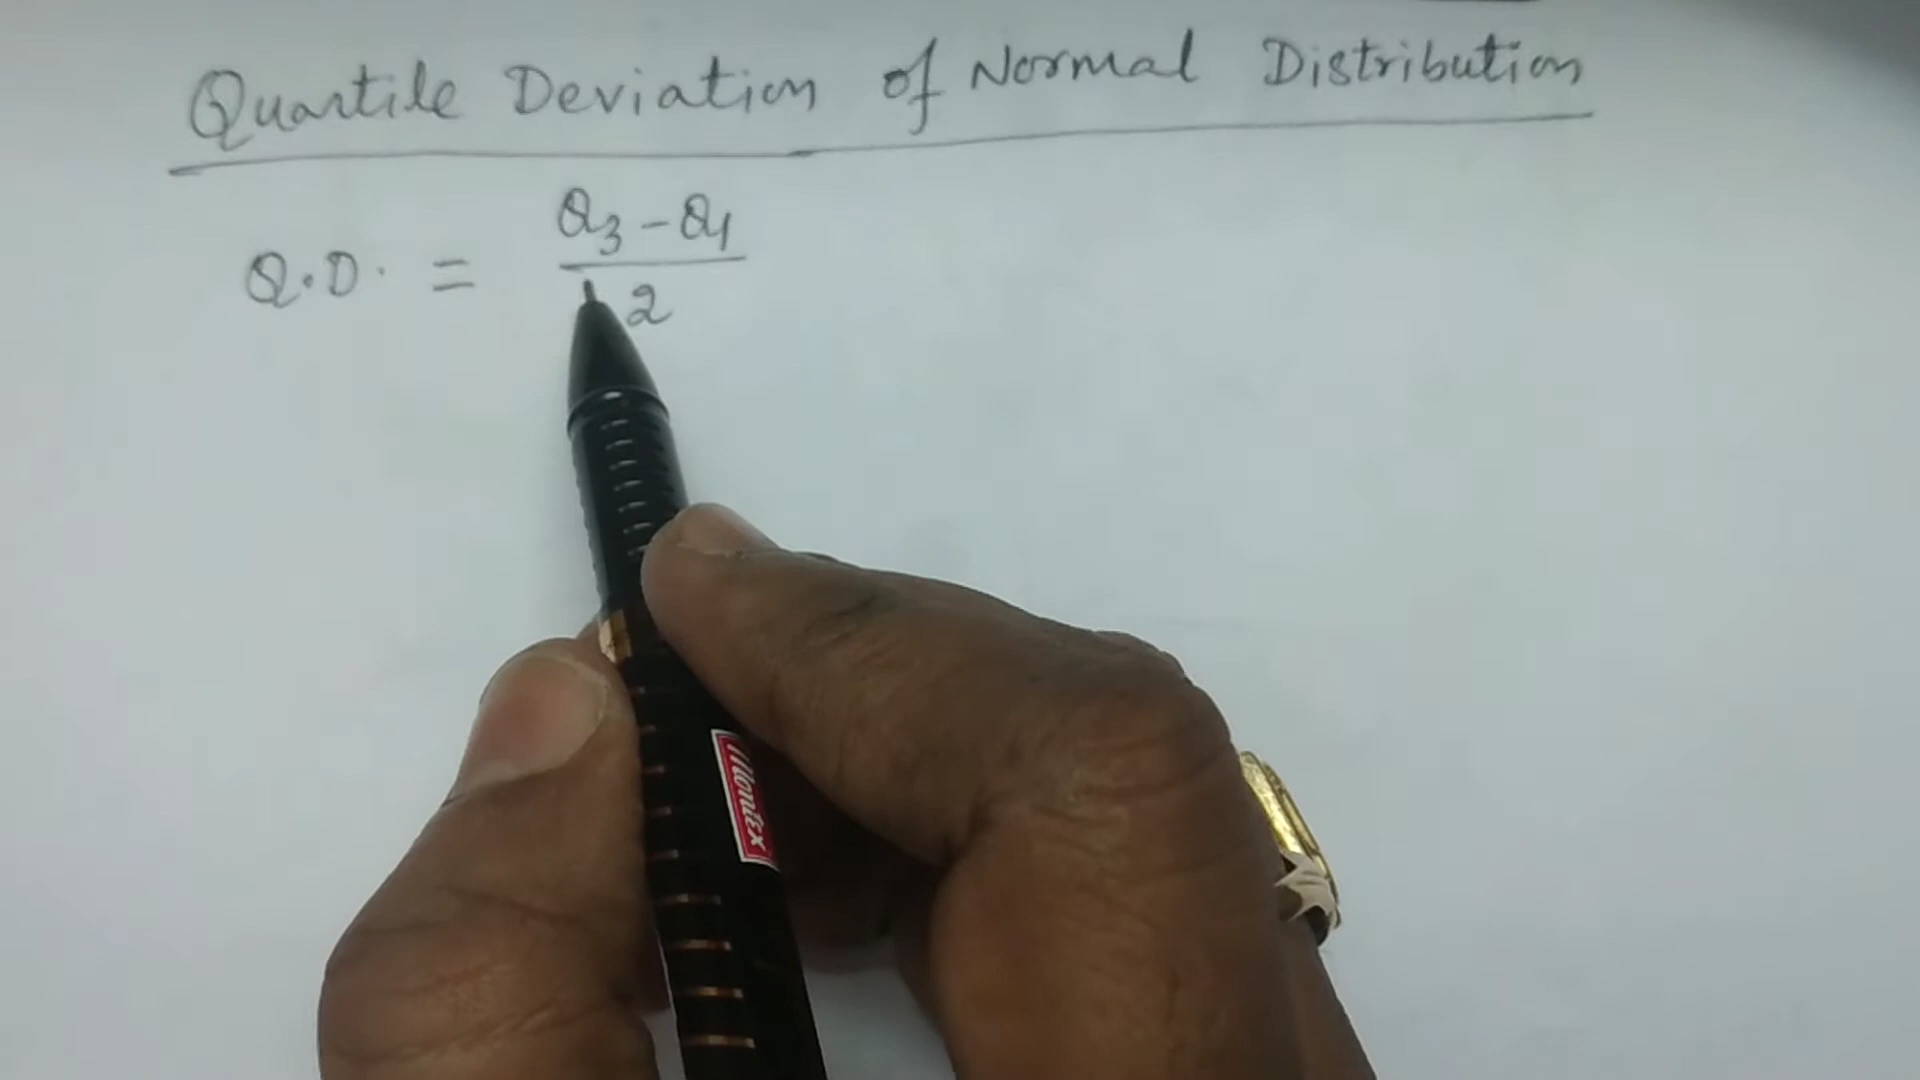 Quartile Deviation of Normal Distribution
Q.D. = Q3 - Q1 / 2
Montex